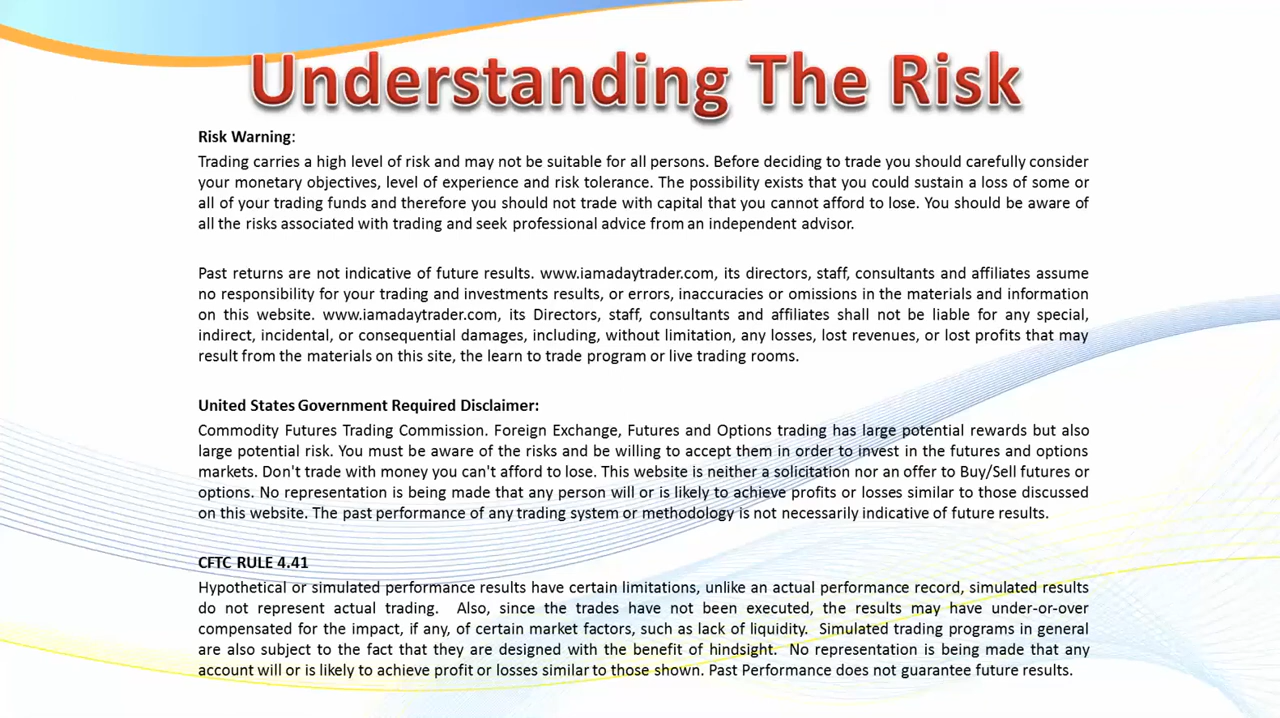 Understanding The Risk
Risk Warning:
Trading carries a high level of risk and may not be suitable for all persons. Before deciding to trade you should carefully consider
your monetary objectives, level of experience and risk tolerance. The possibility exists that you could sustain a loss of some or
all of your trading funds and therefore you should not trade with capital that you cannot afford to lose. You should be aware of
all the risks associated with trading and seek professional advice from an independent advisor.
Past returns are not indicative of future results. www.iamadaytrader.com, its directors, staff, consultants and affiliates assume
no responsibility for your trading and investments results, or errors, inaccuracies or omissions in the materials and information
on this website. www.iamadaytrader.com, its Directors, staff, consultants and affiliates shall not be liable for any special,
indirect, incidental, or consequential damages, including, without limitation, any losses, lost revenues, or lost profits that may
result from the materials on this site, the learn to trade program or live trading rooms.
United States Government Required Disclaimer:
Commodity Futures Trading Commission. Foreign Exchange, Futures and Options trading has large potential rewards but also
large potential risk. You must be aware of the risks and be willing to accept them in order to invest in the futures and options
markets. Don't trade with money you can't afford to lose. This website is neither a solicitation nor an offer to Buy/Sell futures or
options. No representation is being made that any person will or is likely to achieve profits or losses similar to those discussed
on this website. The past performance of any trading system or methodology is not necessarily indicative of future results.
CFTC RULE 4.41
Hypothetical or simulated performance results have certain limitations, unlike an actual performance record, simulated results
do not represent actual trading. Also, since the trades have not been executed, the results may have under-or-over
compensated for the impact, if any, of certain market factors, such as lack of liquidity. Simulated trading programs in general
are also subject to the fact that they are designed with the benefit of hindsight. No representation is being made that any
account will or is likely to achieve profit or losses similar to those shown. Past Performance does not guarantee future results.